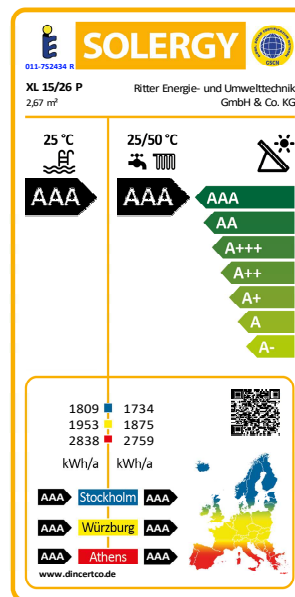 SOLERGY
011-752434 R
XL 15/26 P
Ritter Energie- und Umwelttechnik
2,67 m²
GmbH & Co. KG
25 °C
25/50 °C
AAA
AAA
AAA
AA
A+++
A++
A+
A
A-
1809 1734
1953 1875
2838 2759
kWh/a kWh/a
AAA Stockholm AAA
AAA Würzburg AAA
AAA Athens AAA
www.dincertco.de